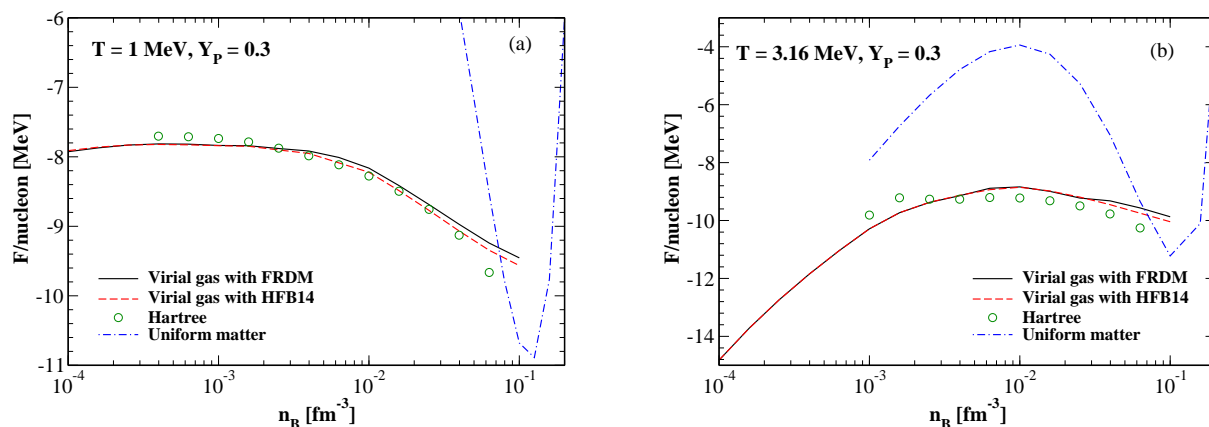 T = 1 MeV, Y_P = 0.3
(a)
F/nucleon [MeV]
-6
-7
-8
-9
-10
-11
Virial gas with FRDM
Virial gas with HFB14
Hartree
Uniform matter
10^-4
10^-3
10^-2
10^-1
n_B [fm^-3]
T = 3.16 MeV, Y_P = 0.3
(b)
F/nucleon [MeV]
-4
-6
-8
-10
-12
-14
Virial gas with FRDM
Virial gas with HFB14
Hartree
Uniform matter
10^-4
10^-3
10^-2
10^-1
n_B [fm^-3]